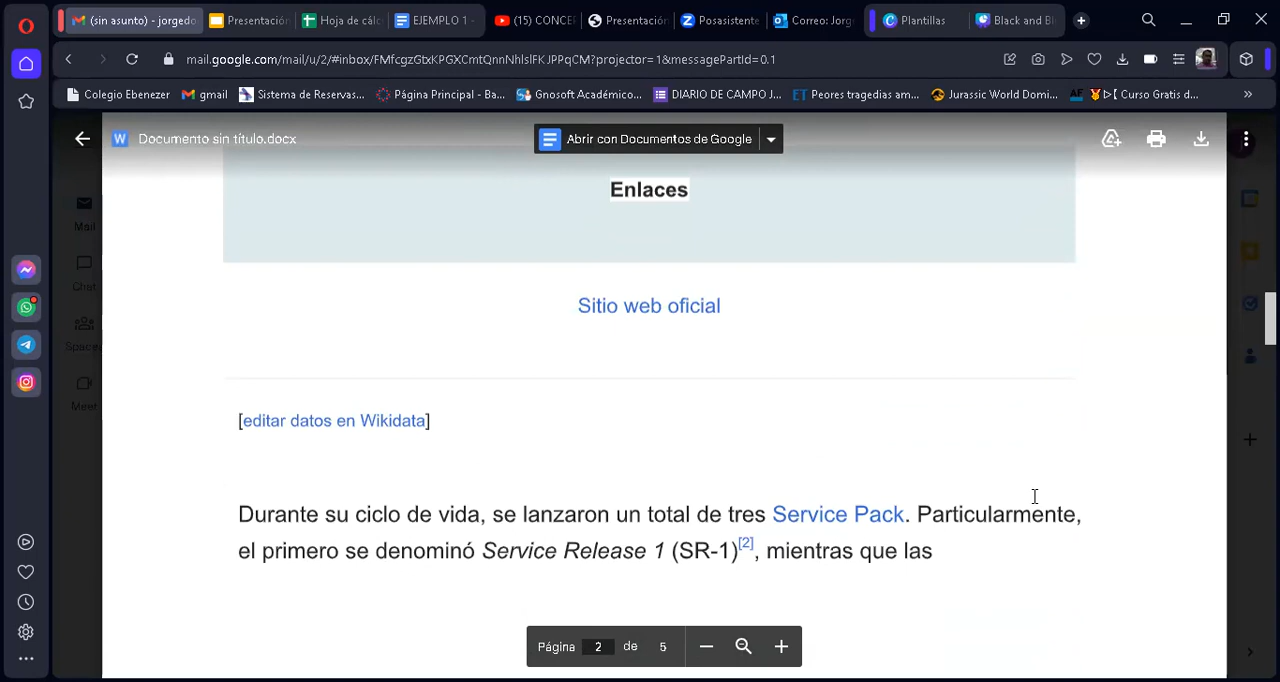 (sin asunto) - jorgedo
Presentación
Hoja de cálc
EJEMPLO 1 -
(15) CONCEP
Presentación
Posasistente
Correo: Jorg
Plantillas
Black and Bl
mail.google.com/mail/u/2/#inbox/FMfcgzGtxKPGXCmtQnnNhlslFKJPPqCM?projector=1&messagePartId=0.1
Colegio Ebenezer
gmail
Sistema de Reservas...
Página Principal - Ba...
Gnosoft Académico...
DIARIO DE CAMPO J...
ET Peores tragedias am...
Jurassic World Domi...
AF
Curso Gratis d...
W Documento sin título.docx
Abrir con Documentos de Google
Mail
Chat
Spaces
Meet
Enlaces
Sitio web oficial
[editar datos en Wikidata]
Durante su ciclo de vida, se lanzaron un total de tres Service Pack. Particularmente,
el primero se denominó Service Release 1 (SR-1)[2], mientras que las
Página 2 de 5